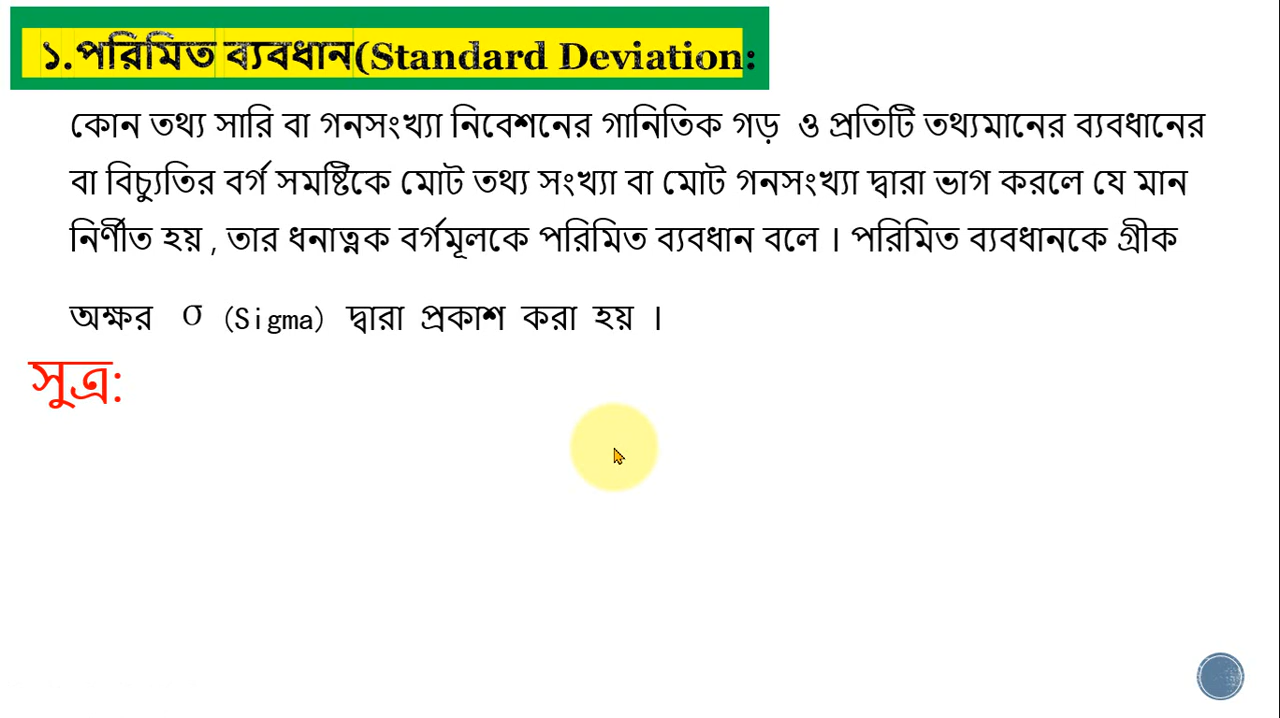 ১.পরিমিত ব্যবধান(Standard Deviation:
কোন তথ্য সারি বা গনসংখ্যা নিবেশনের গানিতিক গড় ও প্রতিটি তথ্যমানের ব্যবধানের
বা বিচ্যুতির বর্গ সমষ্টিকে মোট তথ্য সংখ্যা বা মোট গনসংখ্যা দ্বারা ভাগ করলে যে মান
নির্ণীত হয় , তার ধনাত্নক বর্গমূলকে পরিমিত ব্যবধান বলে । পরিমিত ব্যবধানকে গ্রীক
অক্ষর σ (Sigma) দ্বারা প্রকাশ করা হয় ।
সুত্র: